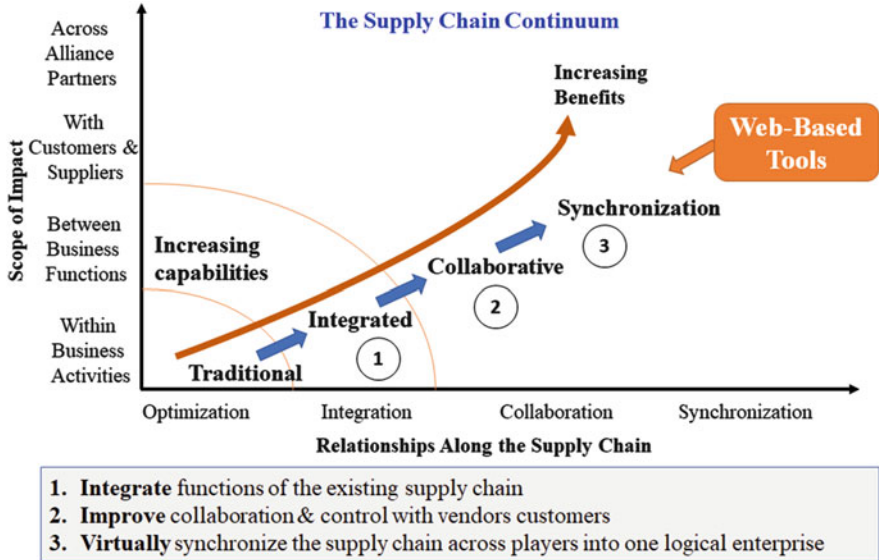 The Supply Chain Continuum
Across
Alliance
Partners
With
Customers &
Suppliers
Between
Business
Functions
Within
Business
Activities
Scope of Impact
Increasing
Benefits
Web-Based
Tools
Increasing
capabilities
Synchronization
3
Collaborative
2
Integrated
1
Traditional
Optimization
Integration
Collaboration
Synchronization
Relationships Along the Supply Chain
1. Integrate functions of the existing supply chain
2. Improve collaboration & control with vendors customers
3. Virtually synchronize the supply chain across players into one logical enterprise